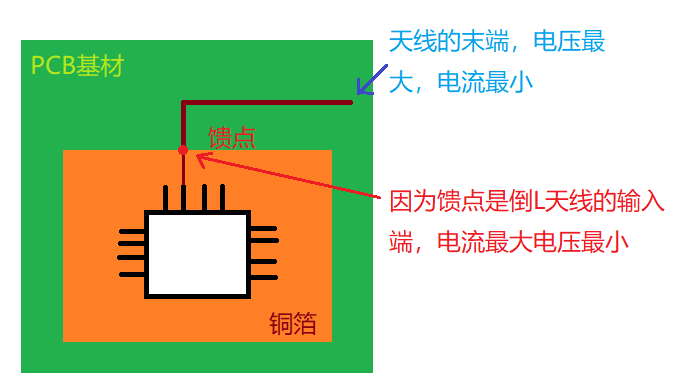 天线的末端，电压最
大，电流最小
PCB基材
馈点
因为馈点是倒L天线的输入
端，电流最大电压最小
铜箔